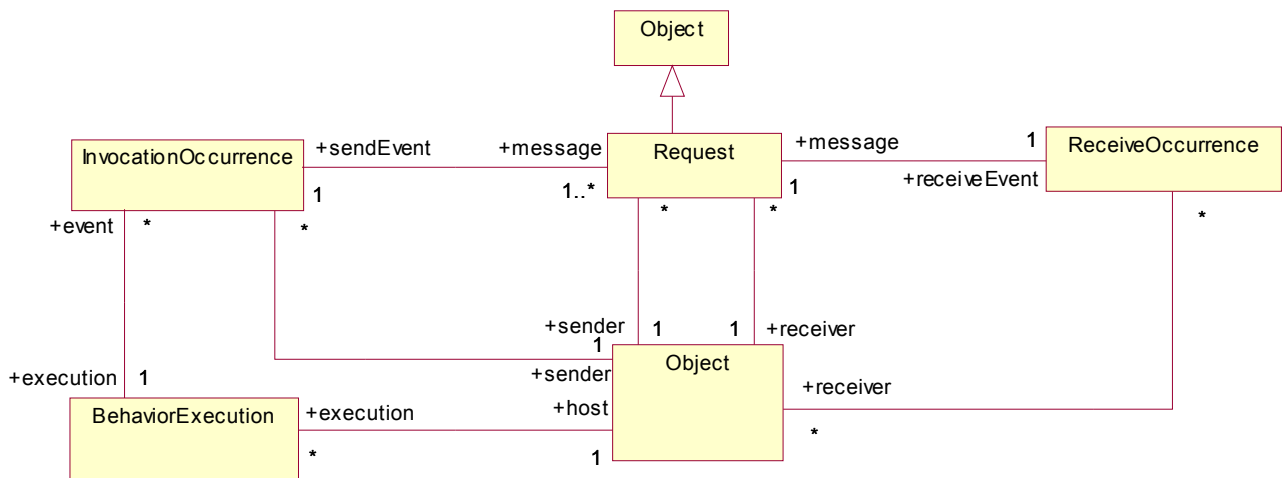 Object
+sendEvent
+message
+message
1
InvocationOccurrence
Request
ReceiveOccurrence
1
1..*
1
+receiveEvent
+event
*
*
*
*
*
+sender
1
1
+receiver
1
+sender
Object
+execution
1
+receiver
BehaviorExecution
+execution
+host
*
*
1